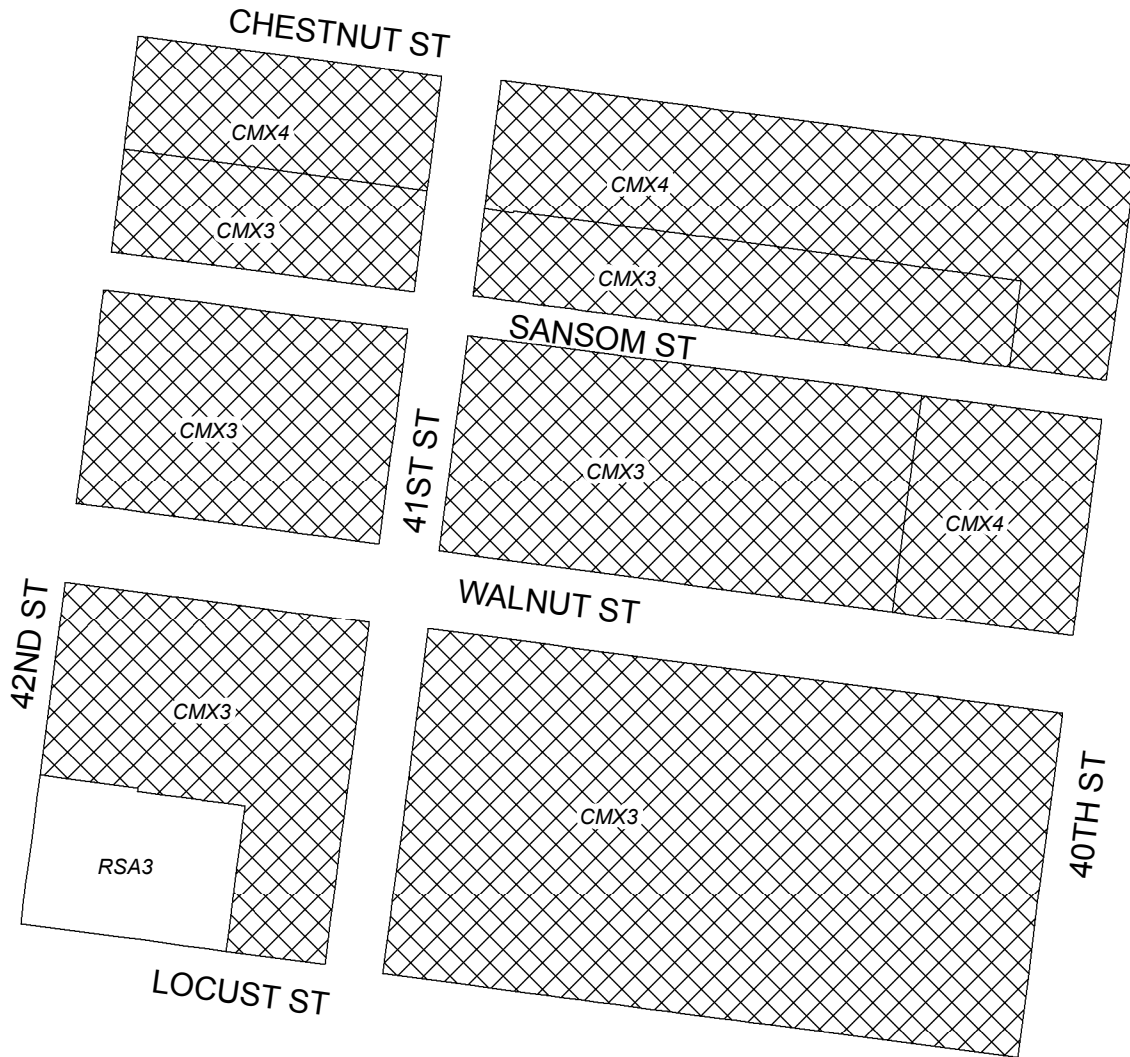 CHESTNUT ST
CMX4
CMX4
CMX3
CMX3
SANSOM ST
CMX3
41ST ST
CMX3
CMX4
WALNUT ST
42ND ST
CMX3
CMX3
40TH ST
RSA3
LOCUST ST